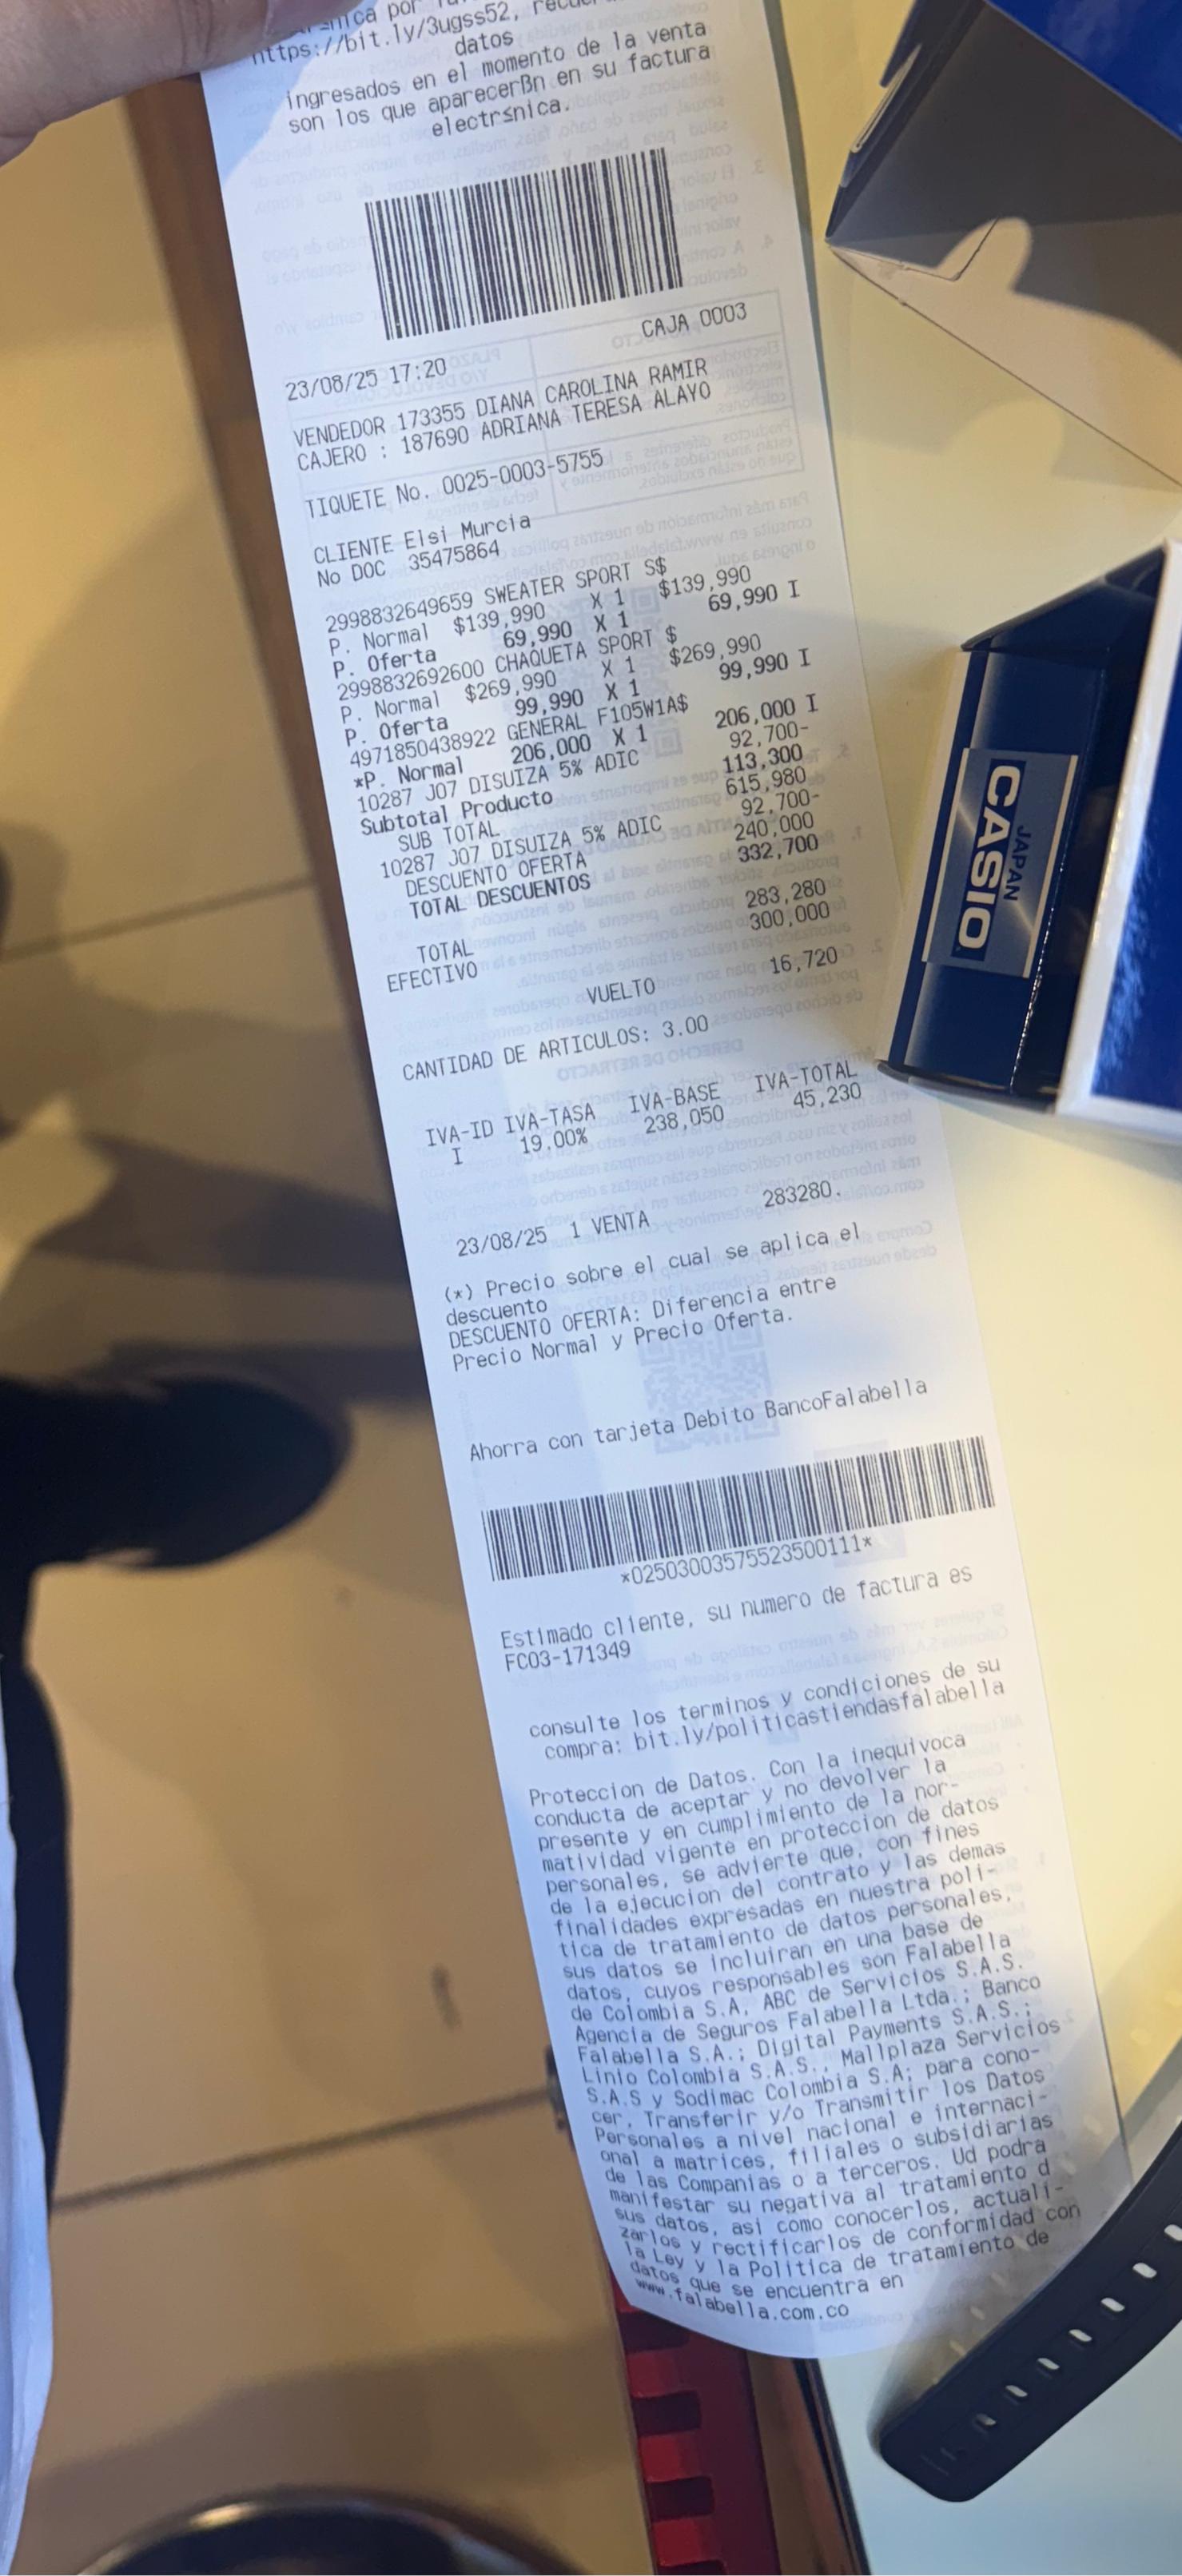 https://bit.ly/3ugss52,
datos
ingresados en el momento de la venta
son los que aparecerßn en su factura
electr≤nica.
CAJA 0003
23/08/25 17:20
VENDEDOR 173355 DIANA CAROLINA RAMIR
CAJERO : 187690 ADRIANA TERESA ALAYO
TIQUETE No. 0025-0003-5755
CLIENTE Elsi Murcia
No DOC 35475864
2998832649659 SWEATER SPORT S$
P. Normal $139,990 X 1 $139,990
P. Oferta 69,990 X 1 69,990 I
2998832692600 CHAQUETA SPORT $
P. Normal $269,990 X 1 $269,990
P. Oferta 99,990 X 1 99,990 I
4971850438922 GENERAL F105W1A$
*P. Normal 206,000 X 1 206,000 I
10287 J07 DISUIZA 5% ADIC 92,700-
Subtotal Producto 113,300
SUB TOTAL 615,980
10287 J07 DISUIZA 5% ADIC 92,700-
DESCUENTO OFERTA 240,000
TOTAL DESCUENTOS 332,700
TOTAL 283,280
EFECTIVO 300,000
VUELTO 16,720
CANTIDAD DE ARTICULOS: 3.00
IVA-ID IVA-TASA IVA-BASE IVA-TOTAL
I 19.00% 238,050 45,230
23/08/25 1 VENTA 283280.
(*) Precio sobre el cual se aplica el
descuento
DESCUENTO OFERTA: Diferencia entre
Precio Normal y Precio Oferta.
Ahorra con tarjeta Debito BancoFalabella
*02503003575523500111*
Estimado cliente, su numero de factura es
FC03-171349
consulte los terminos y condiciones de su
compra: bit.ly/politicastiendasfalabella
Proteccion de Datos. Con la inequivoca
conducta de aceptar y no devolver la
presente y en cumplimiento de la nor-
matividad vigente en proteccion de datos
personales, se advierte que, con fines
de la ejecucion del contrato y las demas
finalidades expresadas en nuestra poli-
tica de tratamiento de datos personales,
sus datos se incluiran en una base de
datos, cuyos responsables son Falabella
de Colombia S.A, ABC de Servicios S.A.S.
Agencia de Seguros Falabella Ltda.; Banco
Falabella S.A.; Digital Payments S.A.S.;
Linio Colombia S.A.S., Mallplaza Servicios
S.A.S y Sodimac Colombia S.A; para cono-
cer, Transferir y/o Transmitir los Datos
Personales a nivel nacional e internaci-
onal a matrices, filiales o subsidiarias
de las Companias o a terceros. Ud podra
manifestar su negativa al tratamiento d
sus datos, asi como conocerlos, actuali-
zarlos y rectificarlos de conformidad con
la Ley y la Politica de tratamiento de
datos que se encuentra en
www.falabella.com.co
JAPAN
CASIO